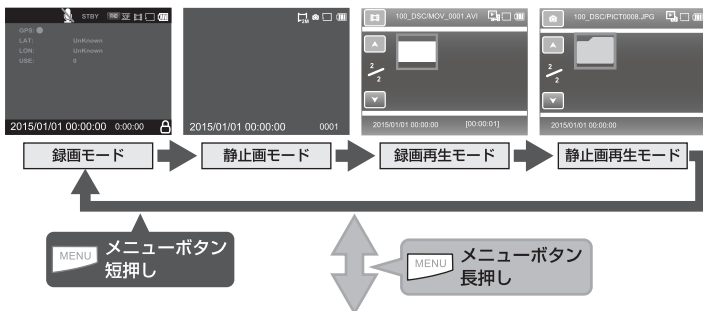 STBY
GPS:
LAT: UnKnown
LON: UnKnown
USE: 0
2015/01/01 00:00:00 0:00:00
2015/01/01 00:00:00 0001
100_DSC/MOV_0001.AVI
2/2
2015/01/01 00:00:00 [00:00:01]
100_DSC/PICT0008.JPG
2/2
2015/01/01 00:00:00
録画モード
静止画モード
録画再生モード
静止画再生モード
MENU
メニューボタン
短押し
MENU
メニューボタン
長押し